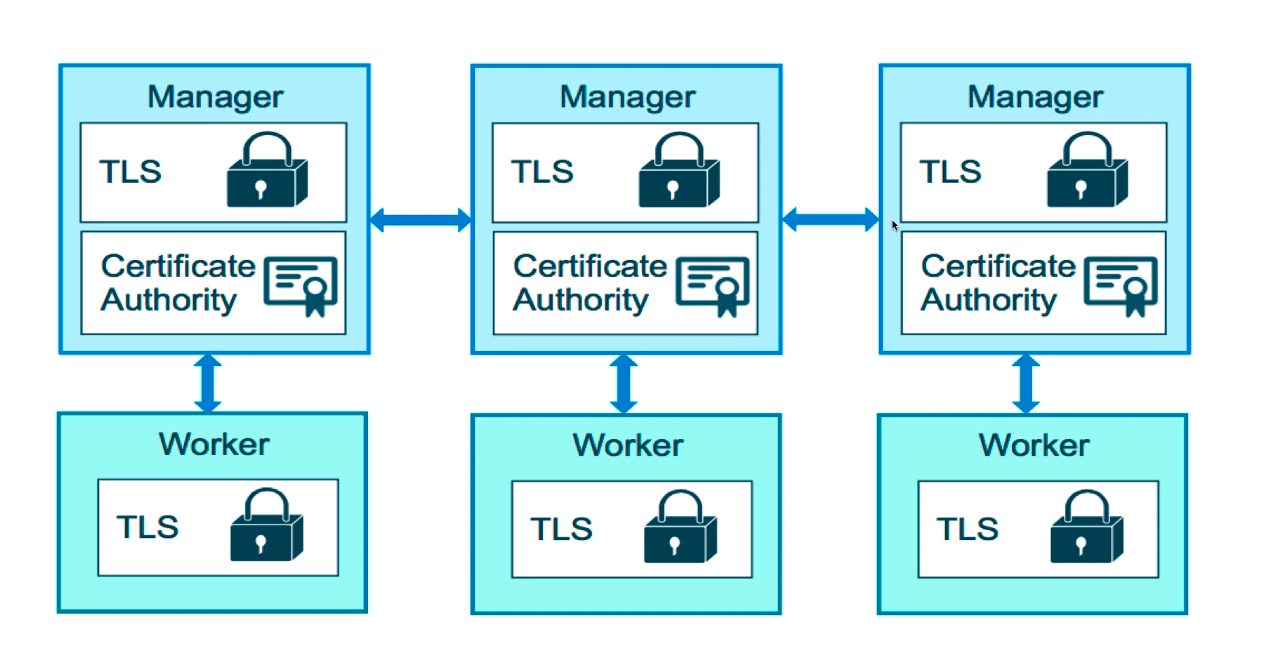 Manager
TLS
Certificate
Authority
Manager
TLS
Certificate
Authority
Manager
TLS
Certificate
Authority
Worker
TLS
Worker
TLS
Worker
TLS